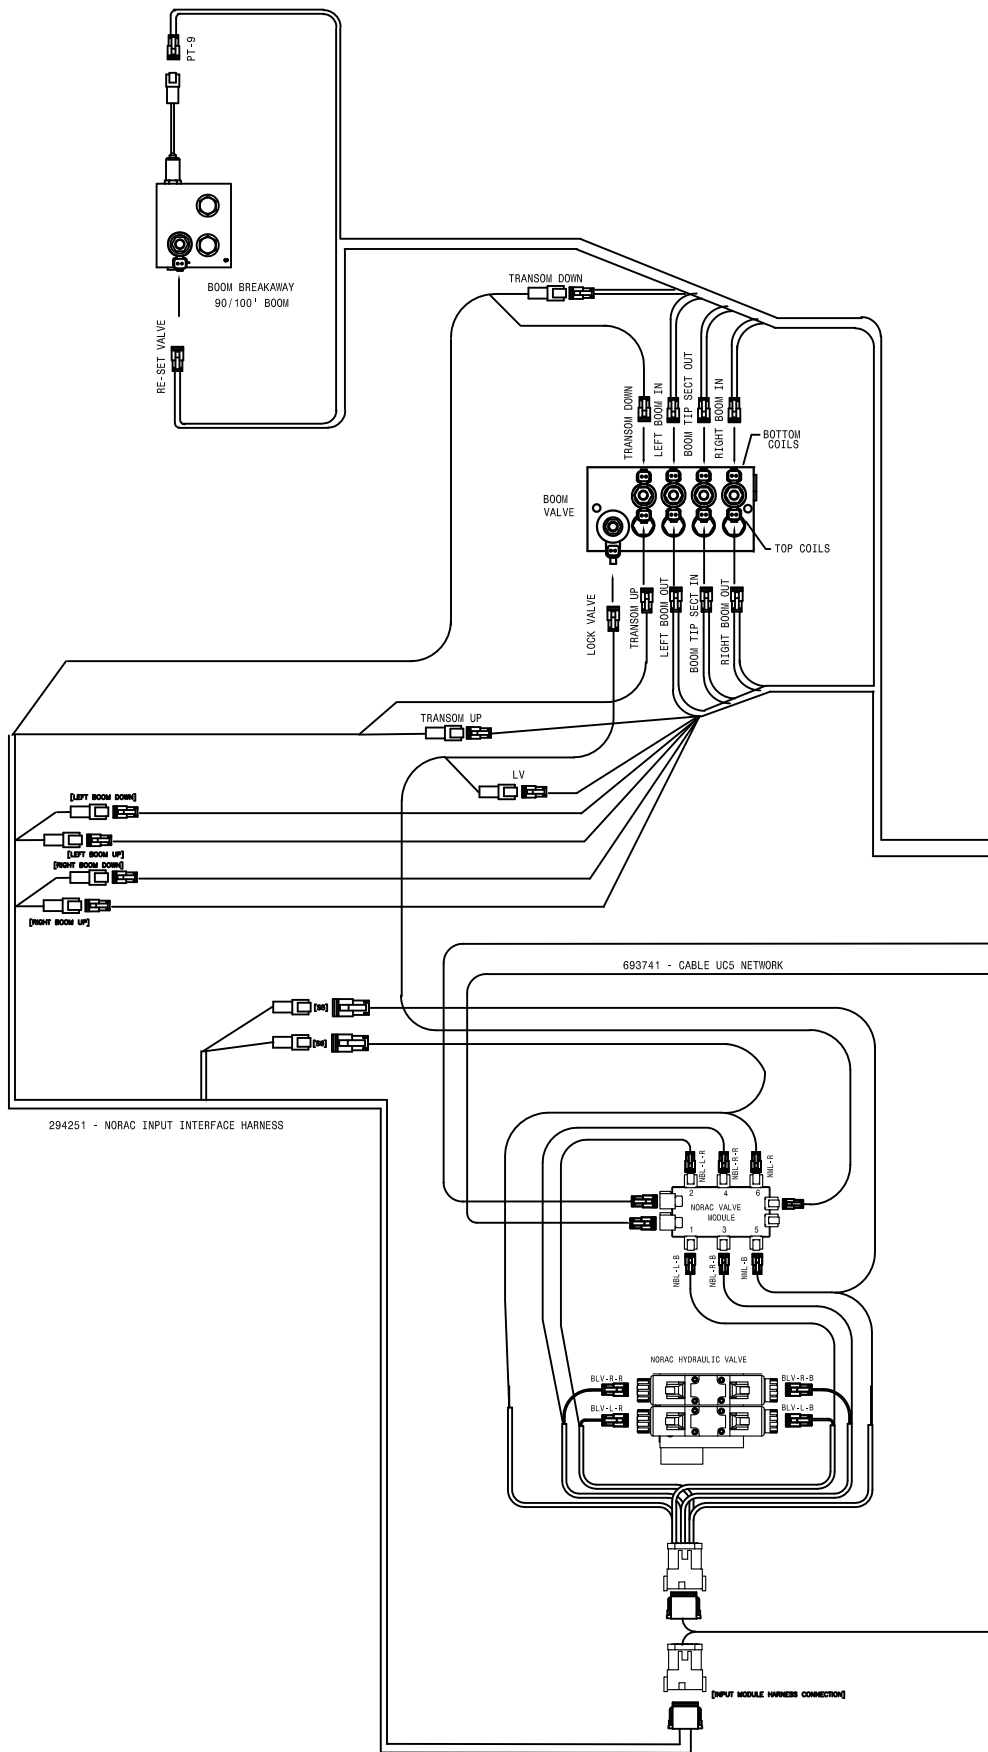 PT-9
BOOM BREAKAWAY
90/100' BOOM
RE-SET VALVE
TRANSOM DOWN
TRANSOM DOWN
LEFT BOOM IN
BOOM TIP SECT OUT
RIGHT BOOM IN
BOTTOM
COILS
BOOM
VALVE
TOP COILS
LOCK VALVE
TRANSOM UP
LEFT BOOM OUT
BOOM TIP SECT IN
RIGHT BOOM OUT
TRANSOM UP
LV
[LEFT BOOM DOWN]
[LEFT BOOM UP]
[RIGHT BOOM DOWN]
[RIGHT BOOM UP]
693741 - CABLE UC5 NETWORK
294251 - NORAC INPUT INTERFACE HARNESS
NBL-L-R
NBL-R-R
NML-R
2 4 6
NORAC VALVE
MODULE
1 3 5
NBL-L-B
NBL-R-B
NML-B
NORAC HYDRAULIC VALVE
BLV-R-R
BLV-R-B
BLV-L-R
BLV-L-B
[INPUT MODULE HARNESS CONNECTION]